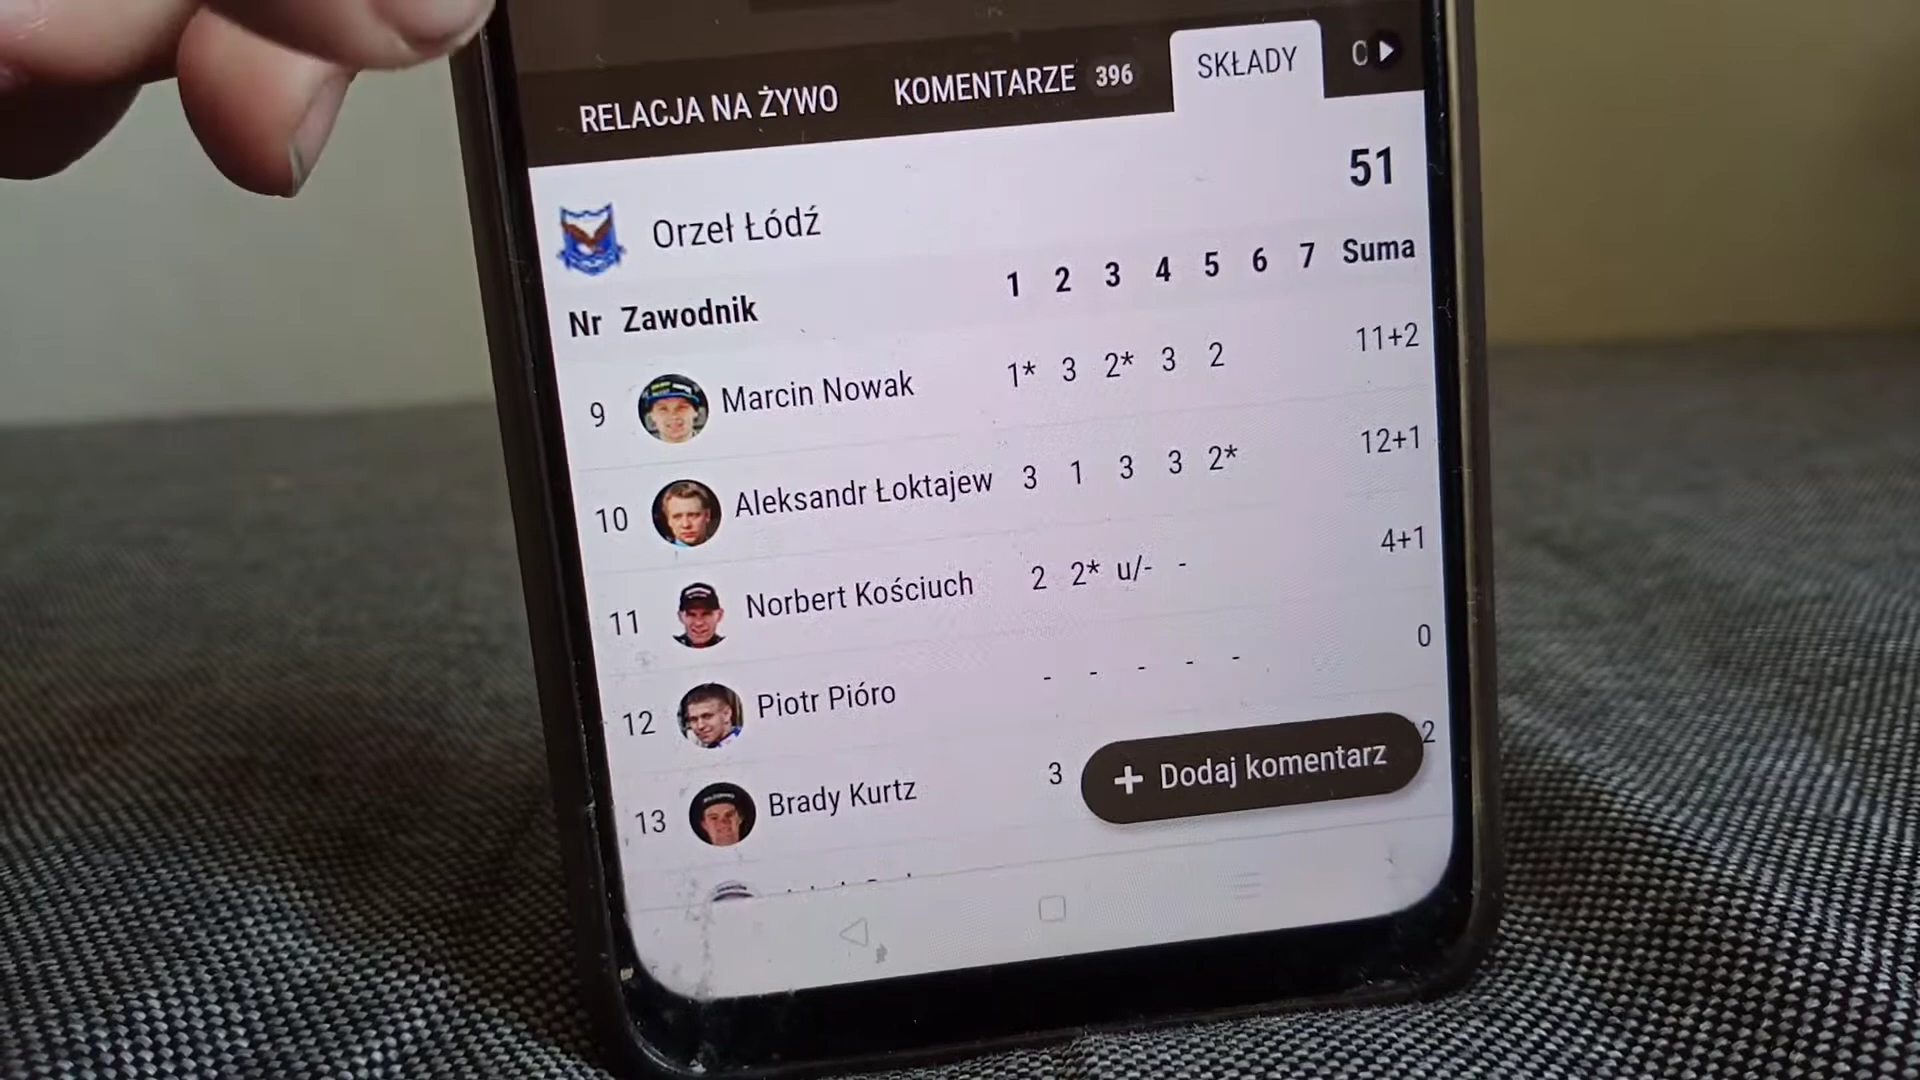 RELACJA NA ŻYWO KOMENTARZE 396 SKŁADY
Orzeł Łódź 51
Nr Zawodnik 1 2 3 4 5 6 7 Suma
9 Marcin Nowak 1* 3 2* 3 2 11+2
10 Aleksandr Łoktajew 3 1 3 3 2* 12+1
11 Norbert Kościuch 2 2* u/- - 4+1
12 Piotr Pióro - - - - - 0
13 Brady Kurtz 3 2
+ Dodaj komentarz